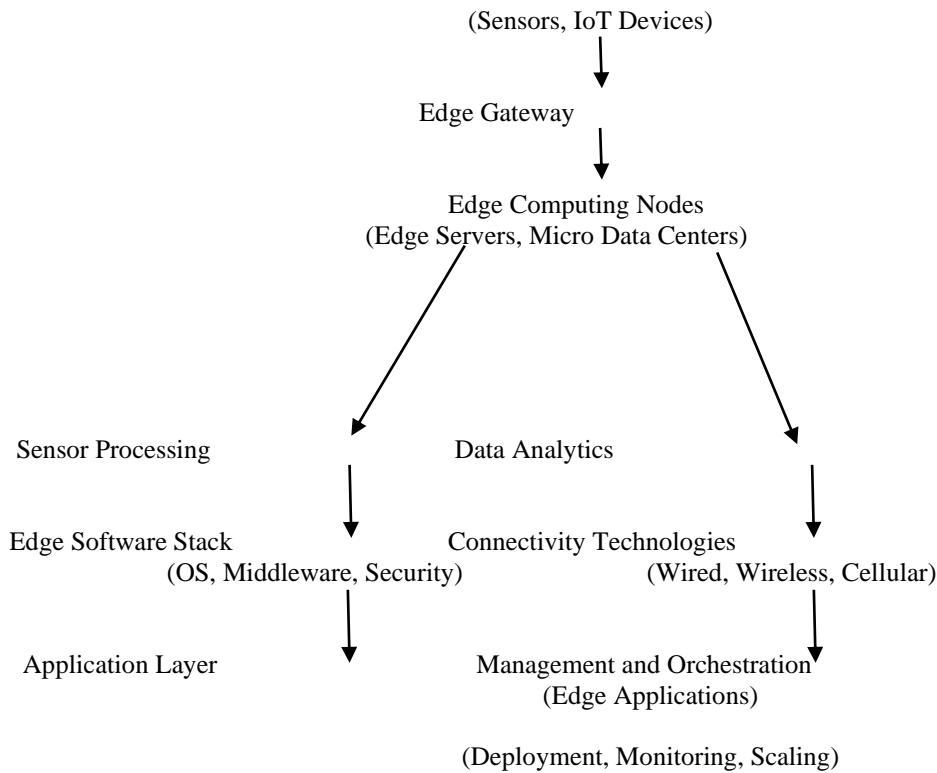 (Sensors, IoT Devices)
Edge Gateway
Edge Computing Nodes
(Edge Servers, Micro Data Centers)
Sensor Processing Data Analytics
Edge Software Stack Connectivity Technologies
(OS, Middleware, Security) (Wired, Wireless, Cellular)
Application Layer Management and Orchestration
(Edge Applications)
(Deployment, Monitoring, Scaling)